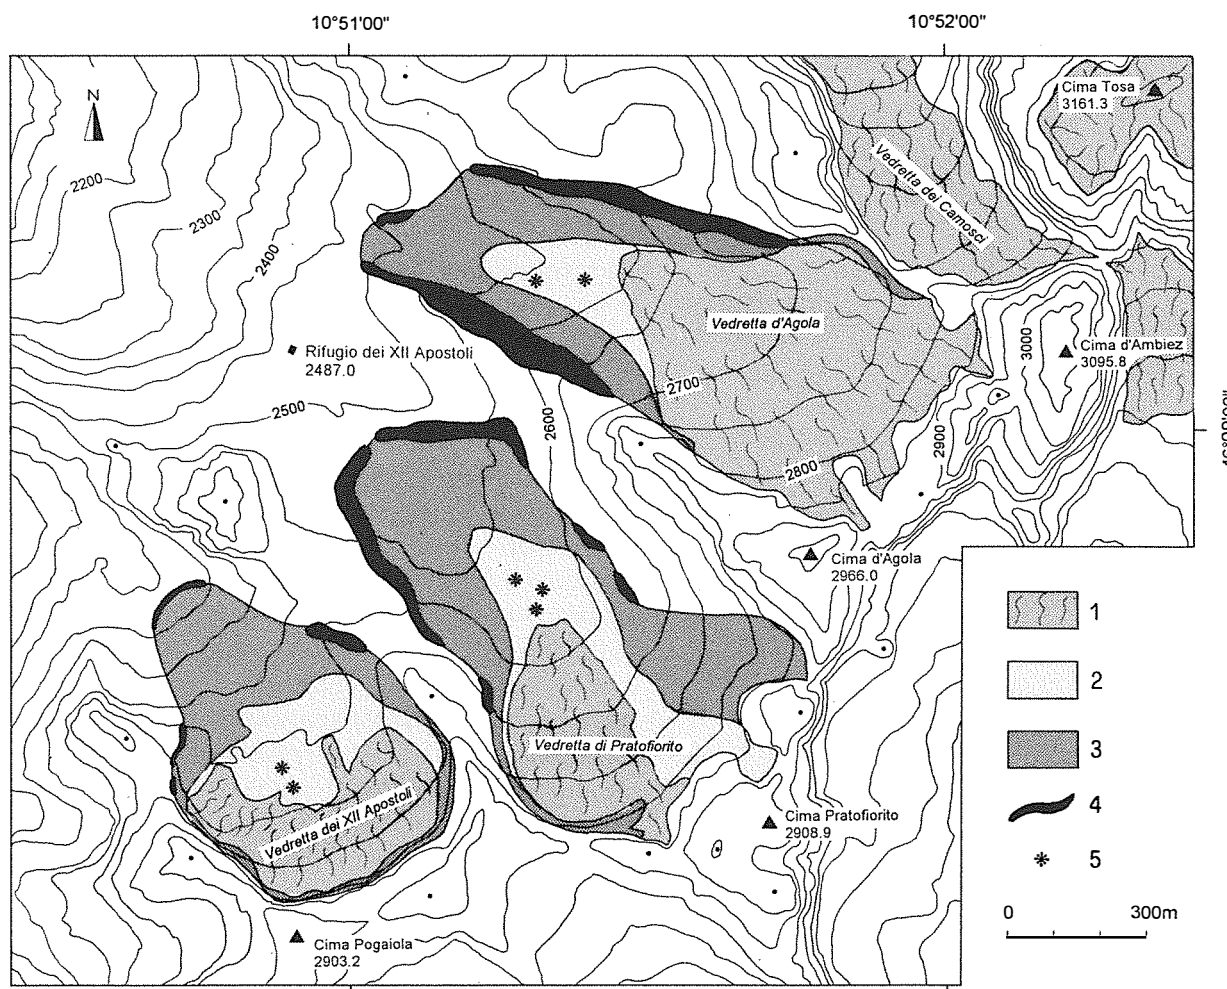 10°51'00"
10°52'00"
N
Cima Tosa
3161.3
Vedretta dei Camosci
2200
2300
2400
Vedretta d'Agola
3000
Cima d'Ambiez
3095.8
Rifugio dei XII Apostoli
2487.0
2700
2500
2600
2900
2800
Cima d'Agola
2966.0
1
2
3
4
5
0 300m
Vedretta di Pratofiorito
Vedretta dei XII Apostoli
Cima Pratofiorito
2908.9
Cima Pogaiola
2903.2